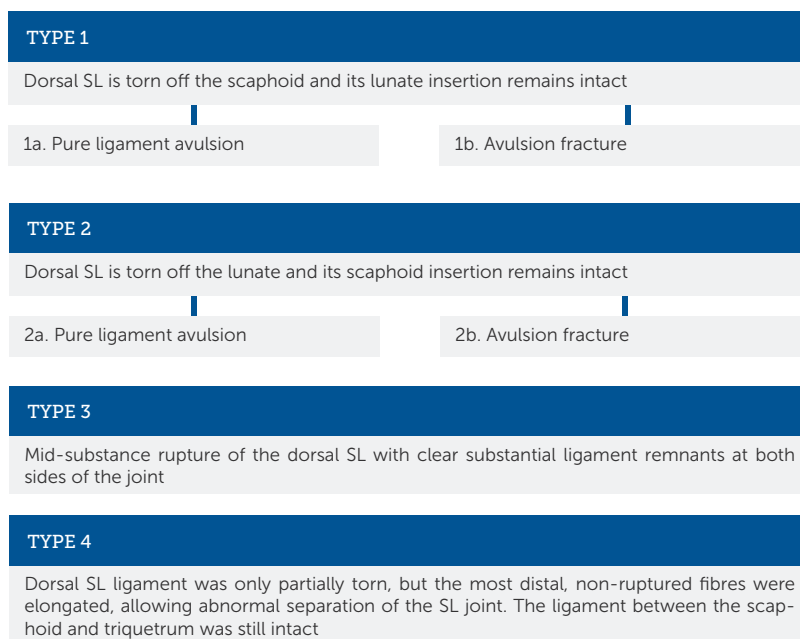 TYPE 1
Dorsal SL is torn off the scaphoid and its lunate insertion remains intact
1a. Pure ligament avulsion
1b. Avulsion fracture
TYPE 2
Dorsal SL is torn off the lunate and its scaphoid insertion remains intact
2a. Pure ligament avulsion
2b. Avulsion fracture
TYPE 3
Mid-substance rupture of the dorsal SL with clear substantial ligament remnants at both
sides of the joint
TYPE 4
Dorsal SL ligament was only partially torn, but the most distal, non-ruptured fibres were
elongated, allowing abnormal separation of the SL joint. The ligament between the scap-
hoid and triquetrum was still intact